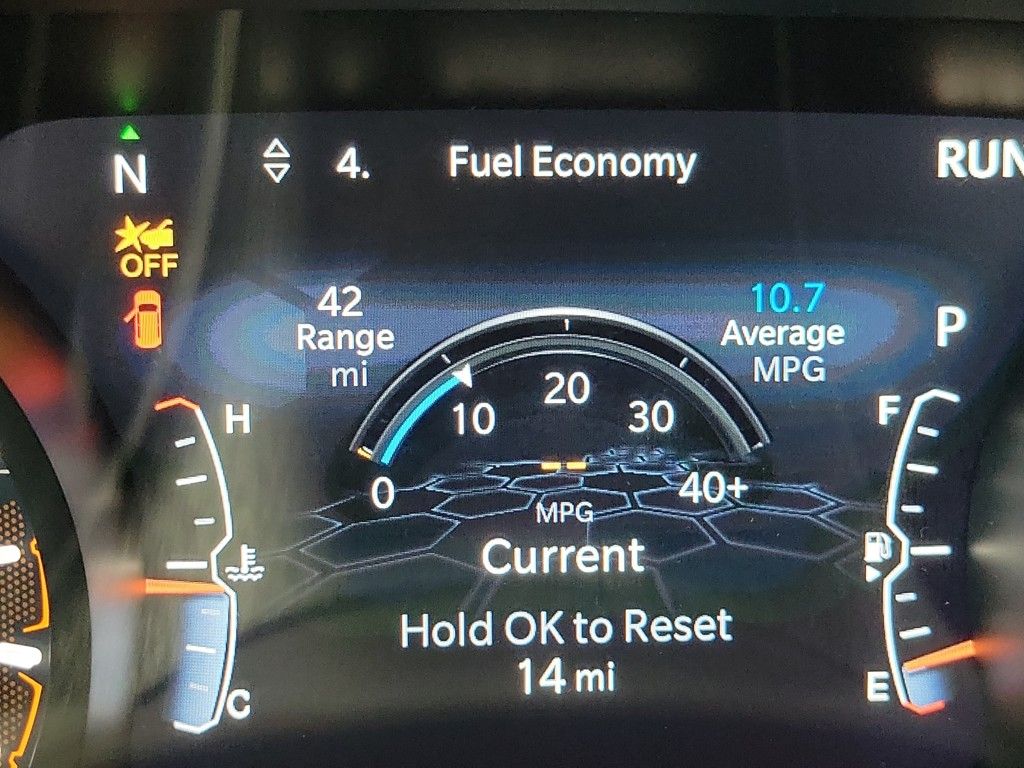 N
4. Fuel Economy
RUN
OFF
42
Range
mi
10.7
Average
MPG
P
H
F
10
20
30
0
40+
MPG
Current
Hold OK to Reset
14 mi
C
E